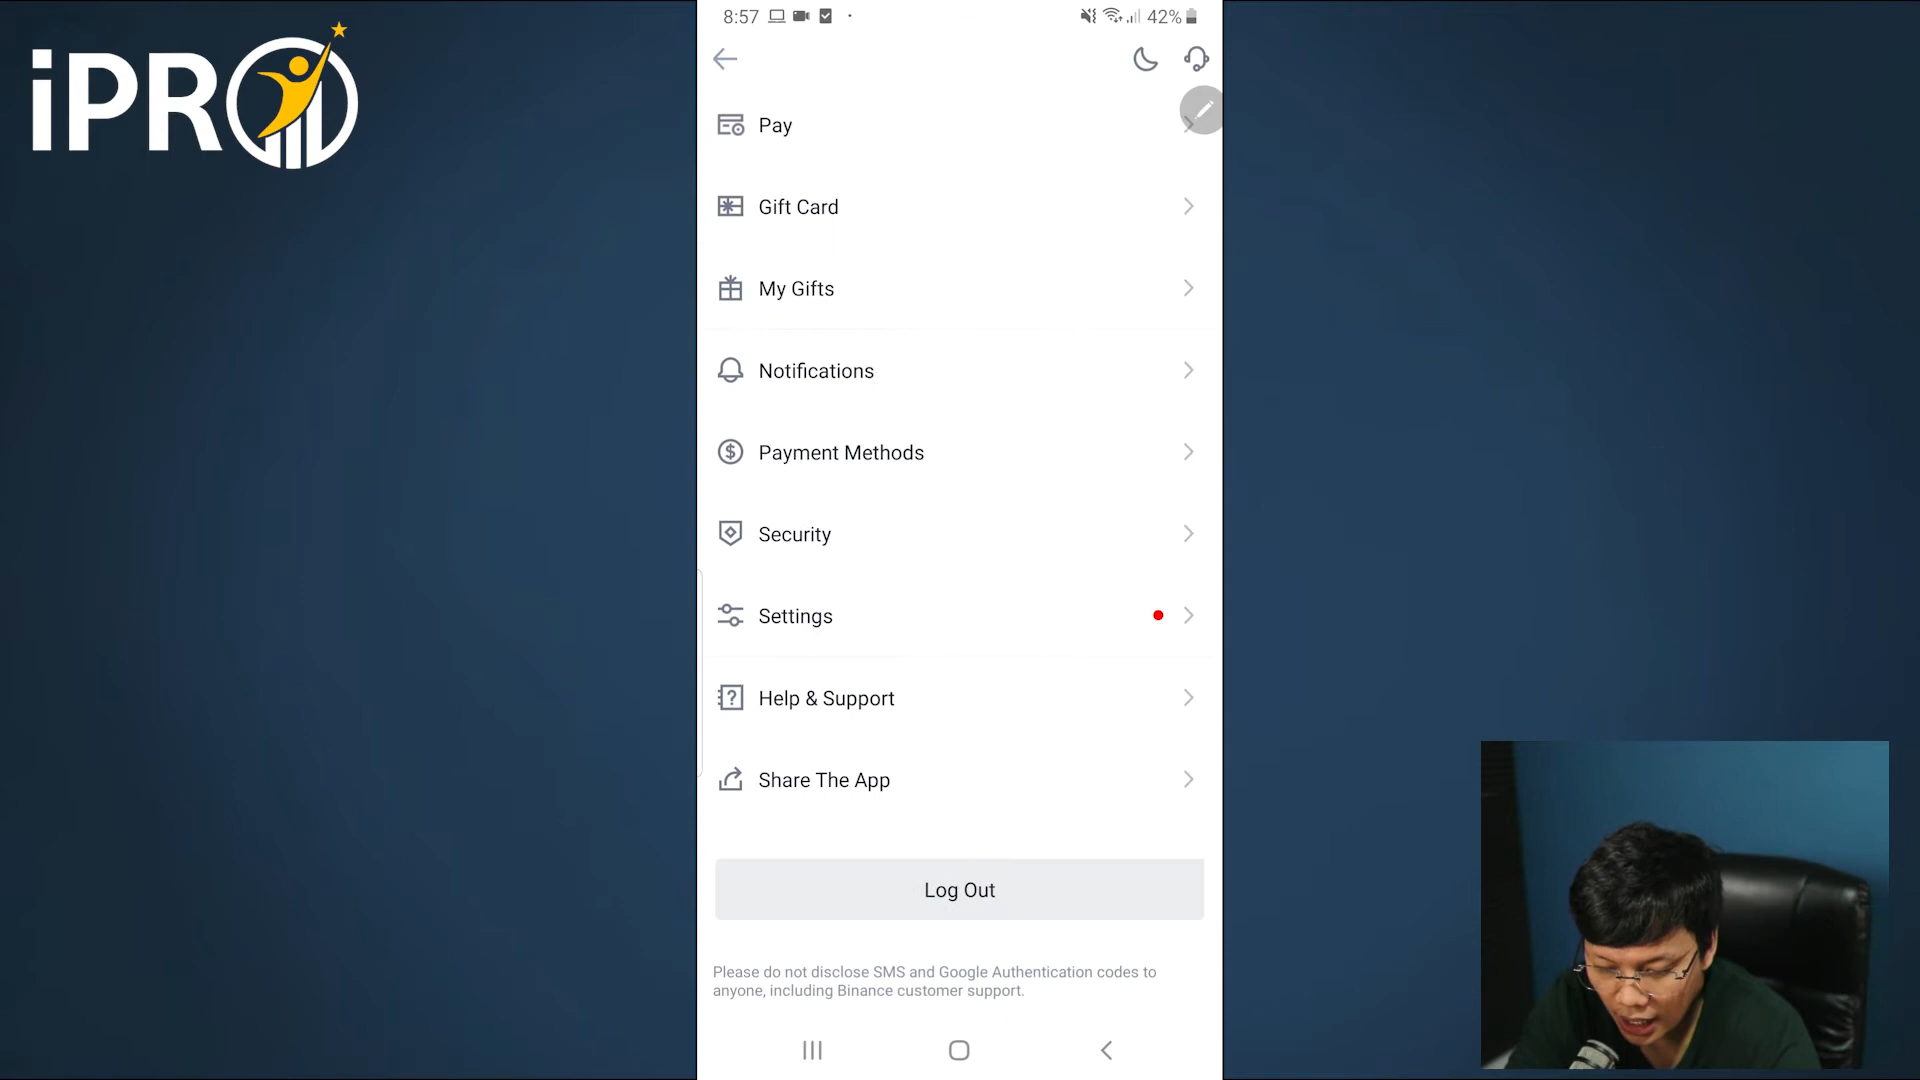 iPRO
8:57
42%
Pay
Gift Card
My Gifts
Notifications
Payment Methods
Security
Settings
Help & Support
Share The App
Log Out
Please do not disclose SMS and Google Authentication codes to
anyone, including Binance customer support.